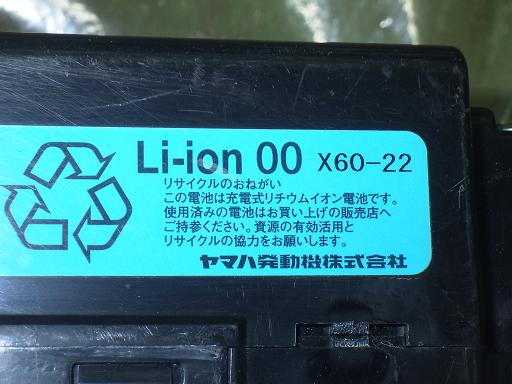 Li-ion 00 X60-22
リサイクルのおねがい
この電池は充電式リチウムイオン電池です。
使用済みの電池はお買い上げの販売店へ
ご持参ください。資源の有効活用と
リサイクルの協力をお願いします。
ヤマハ発動機株式会社